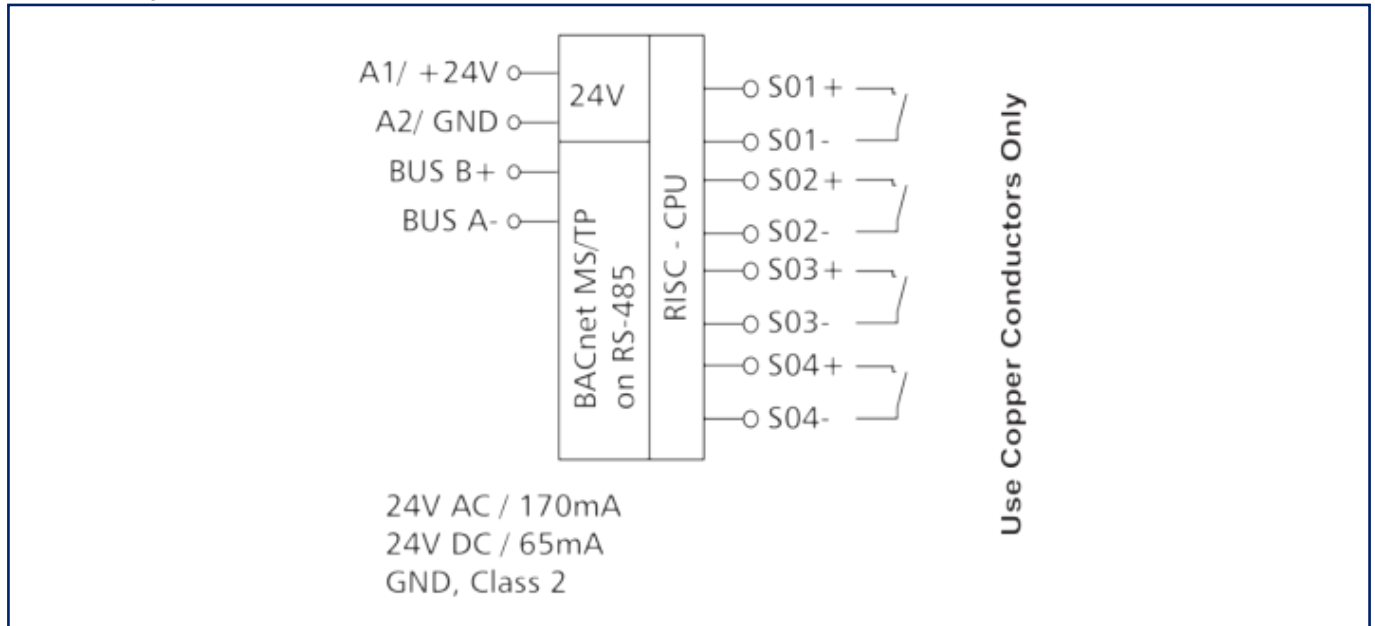 A1/ +24V
A2/ GND
BUS B+
BUS A-
24V
BACnet MS/TP
on RS-485
RISC - CPU
S01+
S01-
S02+
S02-
S03+
S03-
S04+
S04-
Use Copper Conductors Only
24V AC / 170mA
24V DC / 65mA
GND, Class 2